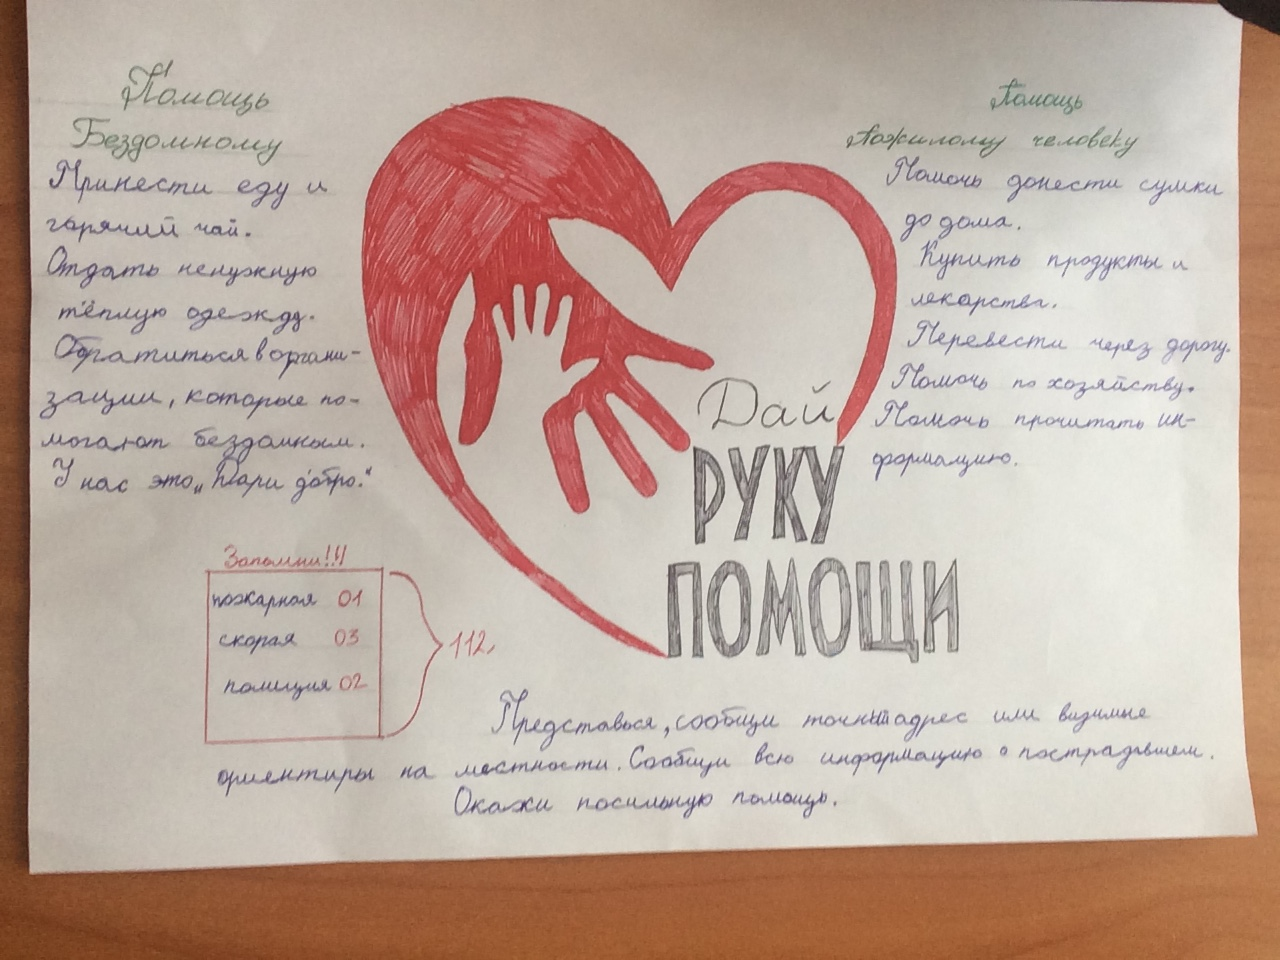 Помощь
Бездомному
Принести еду и
горячий чай.
Отдать ненужную
тёплую одежду.
Обратиться в органи-
зации, которые по-
могают бездомным.
У нас это „Дари добро."
Помощь
Пожилому человеку
Помочь донести сумки
до дома.
Купить продукты и
лекарства.
Перевести через дорогу.
Помочь по хозяйству.
Помочь прочитать ин-
формацию.
Дай
РУКУ
ПОМОЩИ
Запомни!!!
пожарная 01
скорая 03
полиция 02
112.
Представься, сообщи точный адрес или видимые
ориентиры на местности. Сообщи всю информацию о пострадавшем.
Окажи посильную помощь.